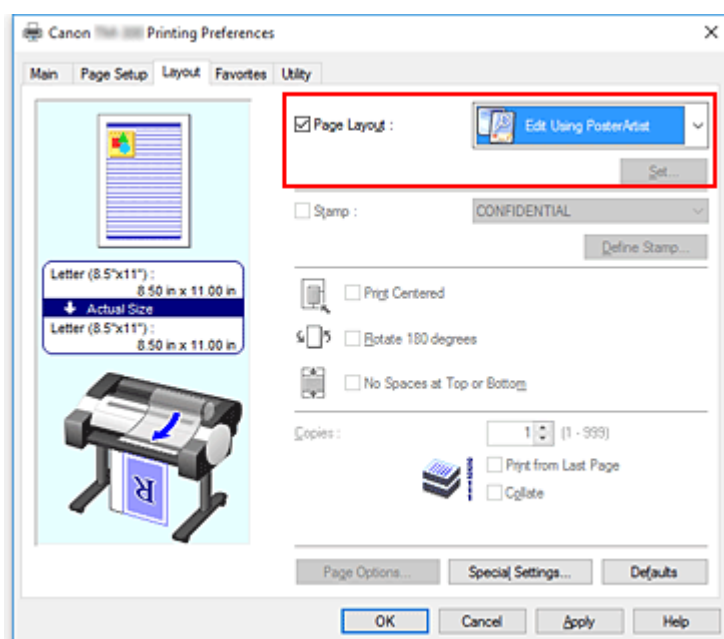 Canon Printing Preferences
Main Page Setup Layout Favorites Utility
Page Layout :
Edit Using PosterArtist
Set...
Stamp :
CONFIDENTIAL
Define Stamp...
Letter (8.5"x11") :
8.50 in x 11.00 in
Actual Size
Letter (8.5"x11") :
8.50 in x 11.00 in
Print Centered
Rotate 180 degrees
No Spaces at Top or Bottom
Copies :
1 (1 - 999)
Print from Last Page
Collate
R
Page Options... Special Settings... Defaults
OK Cancel Apply Help